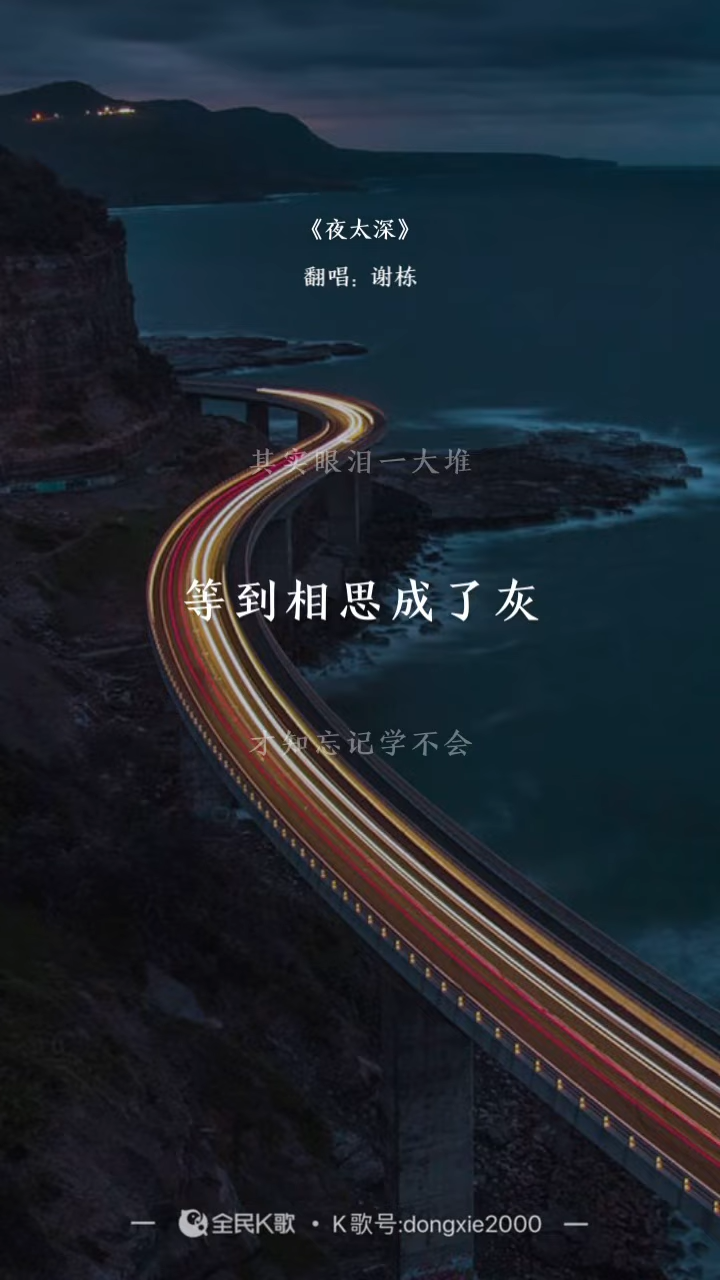 《夜太深》
翻唱：谢栋
其实眼泪一大堆
等到相思成了灰
才知忘记学不会
全民K歌 · K歌号:dongxie2000